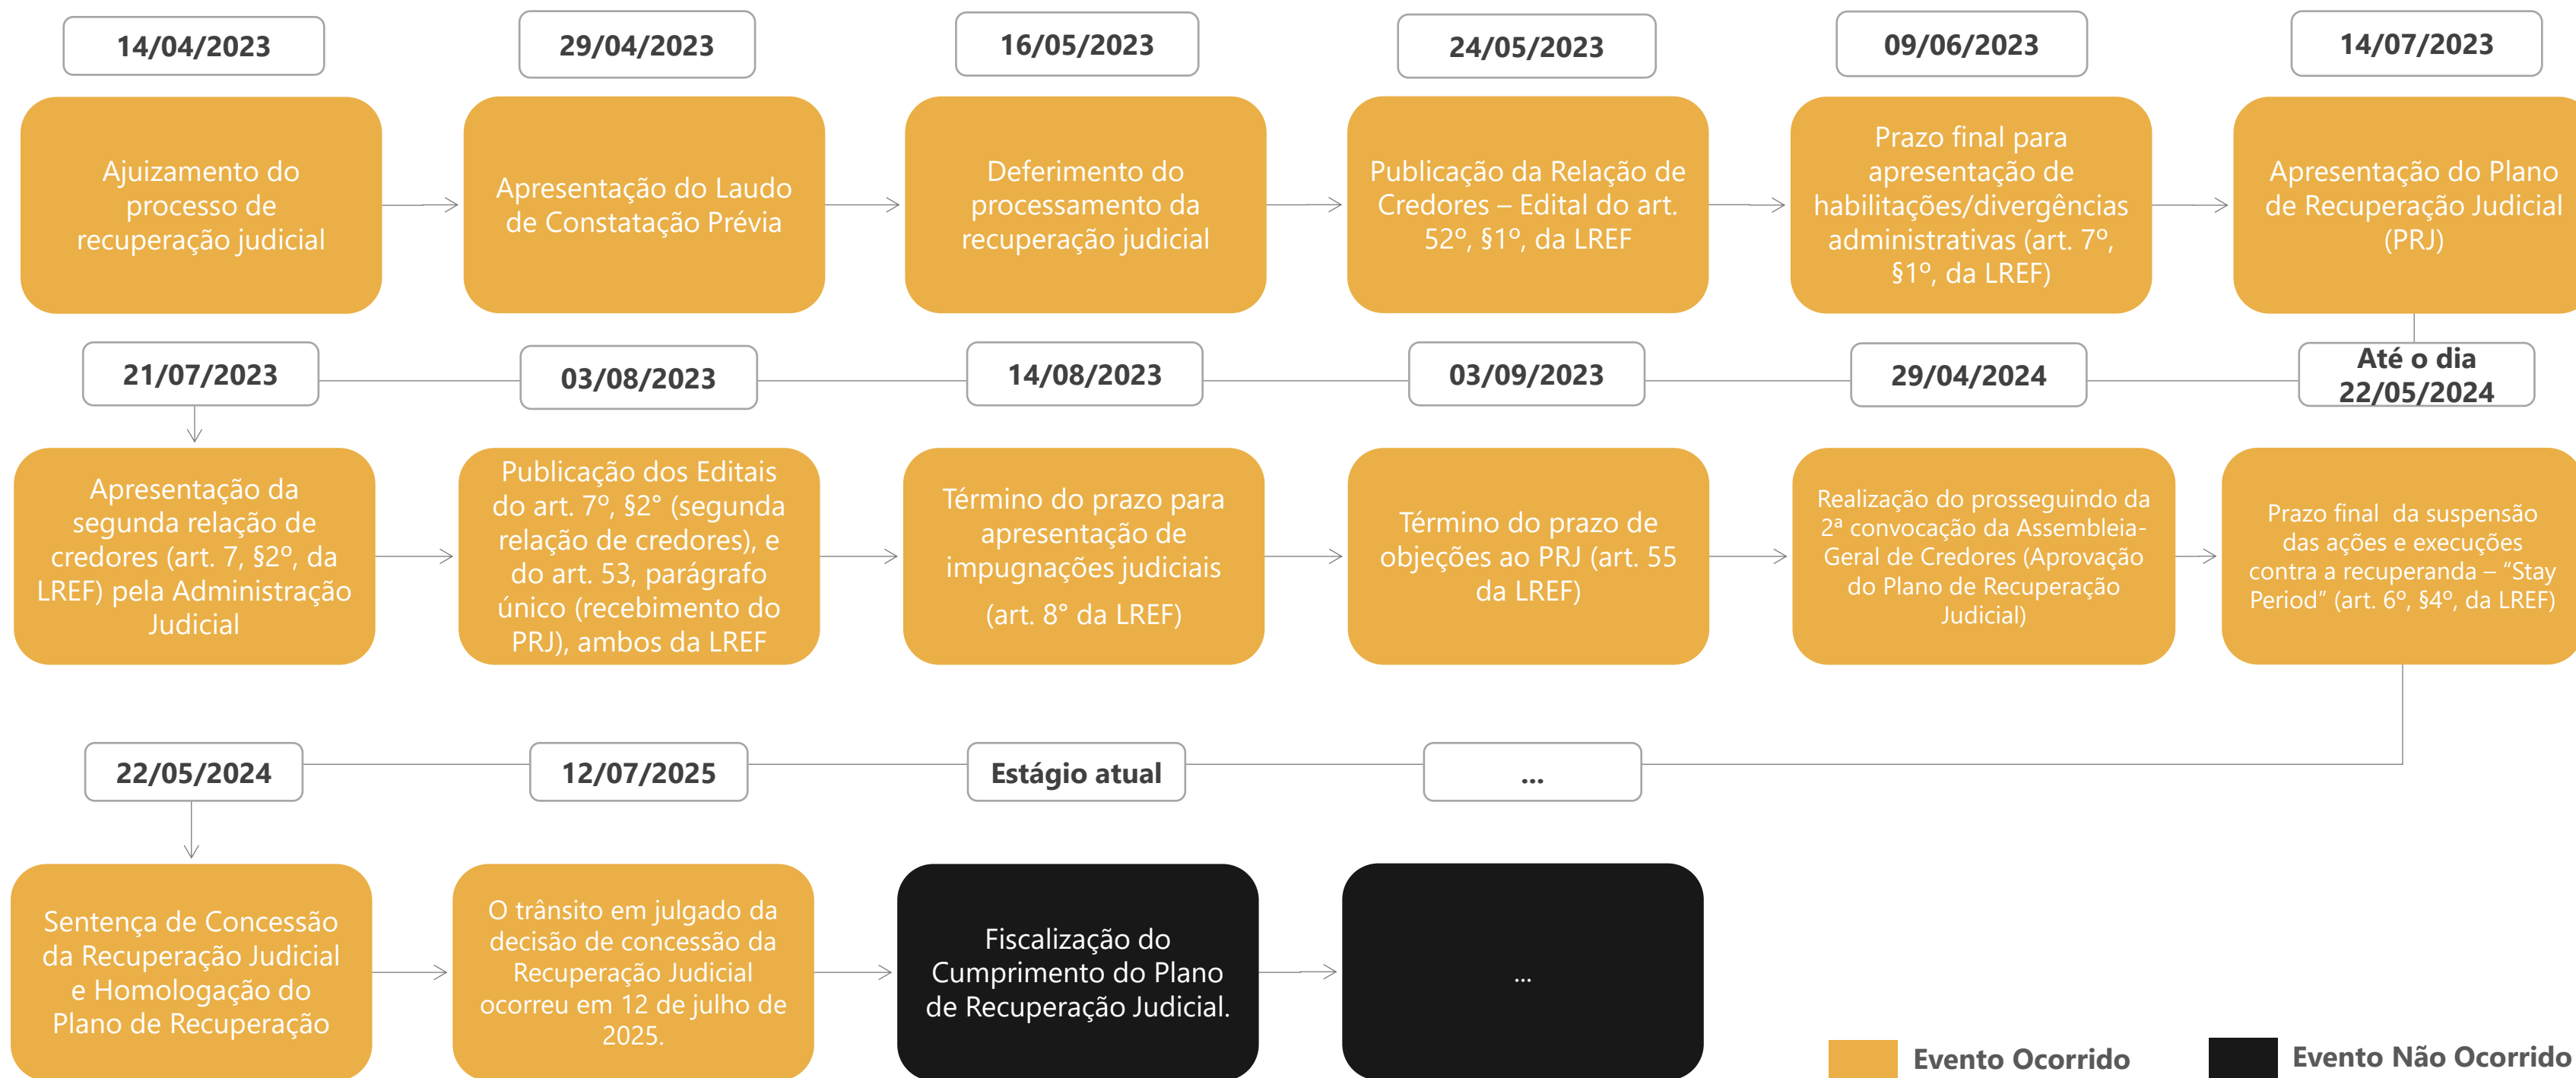 14/04/2023
29/04/2023
16/05/2023
24/05/2023
09/06/2023
14/07/2023
Ajuizamento do
processo de
recuperação judicial
Apresentação do Laudo
de Constatação Prévia
Deferimento do
processamento da
recuperação judicial
Publicação da Relação de
Credores – Edital do art.
52º, §1º, da LREF
Prazo final para
apresentação de
habilitações/divergências
administrativas (art. 7º,
§1º, da LREF)
Apresentação do Plano
de Recuperação Judicial
(PRJ)
21/07/2023
03/08/2023
14/08/2023
03/09/2023
29/04/2024
Até o dia
22/05/2024
Apresentação da
segunda relação de
credores (art. 7, §2º, da
LREF) pela Administração
Judicial
Publicação dos Editais
do art. 7º, §2° (segunda
relação de credores), e
do art. 53, parágrafo
único (recebimento do
PRJ), ambos da LREF
Término do prazo para
apresentação de
impugnações judiciais
(art. 8° da LREF)
Término do prazo de
objeções ao PRJ (art. 55
da LREF)
Realização do prosseguindo da
2ª convocação da Assembleia-
Geral de Credores (Aprovação
do Plano de Recuperação
Judicial)
Prazo final da suspensão
das ações e execuções
contra a recuperanda – “Stay
Period” (art. 6º, §4º, da LREF)
22/05/2024
12/07/2025
Estágio atual
...
Sentença de Concessão
da Recuperação Judicial
e Homologação do
Plano de Recuperação
O trânsito em julgado da
decisão de concessão da
Recuperação Judicial
ocorreu em 12 de julho de
2025.
Fiscalização do
Cumprimento do Plano
de Recuperação Judicial.
...
Evento Ocorrido
Evento Não Ocorrido